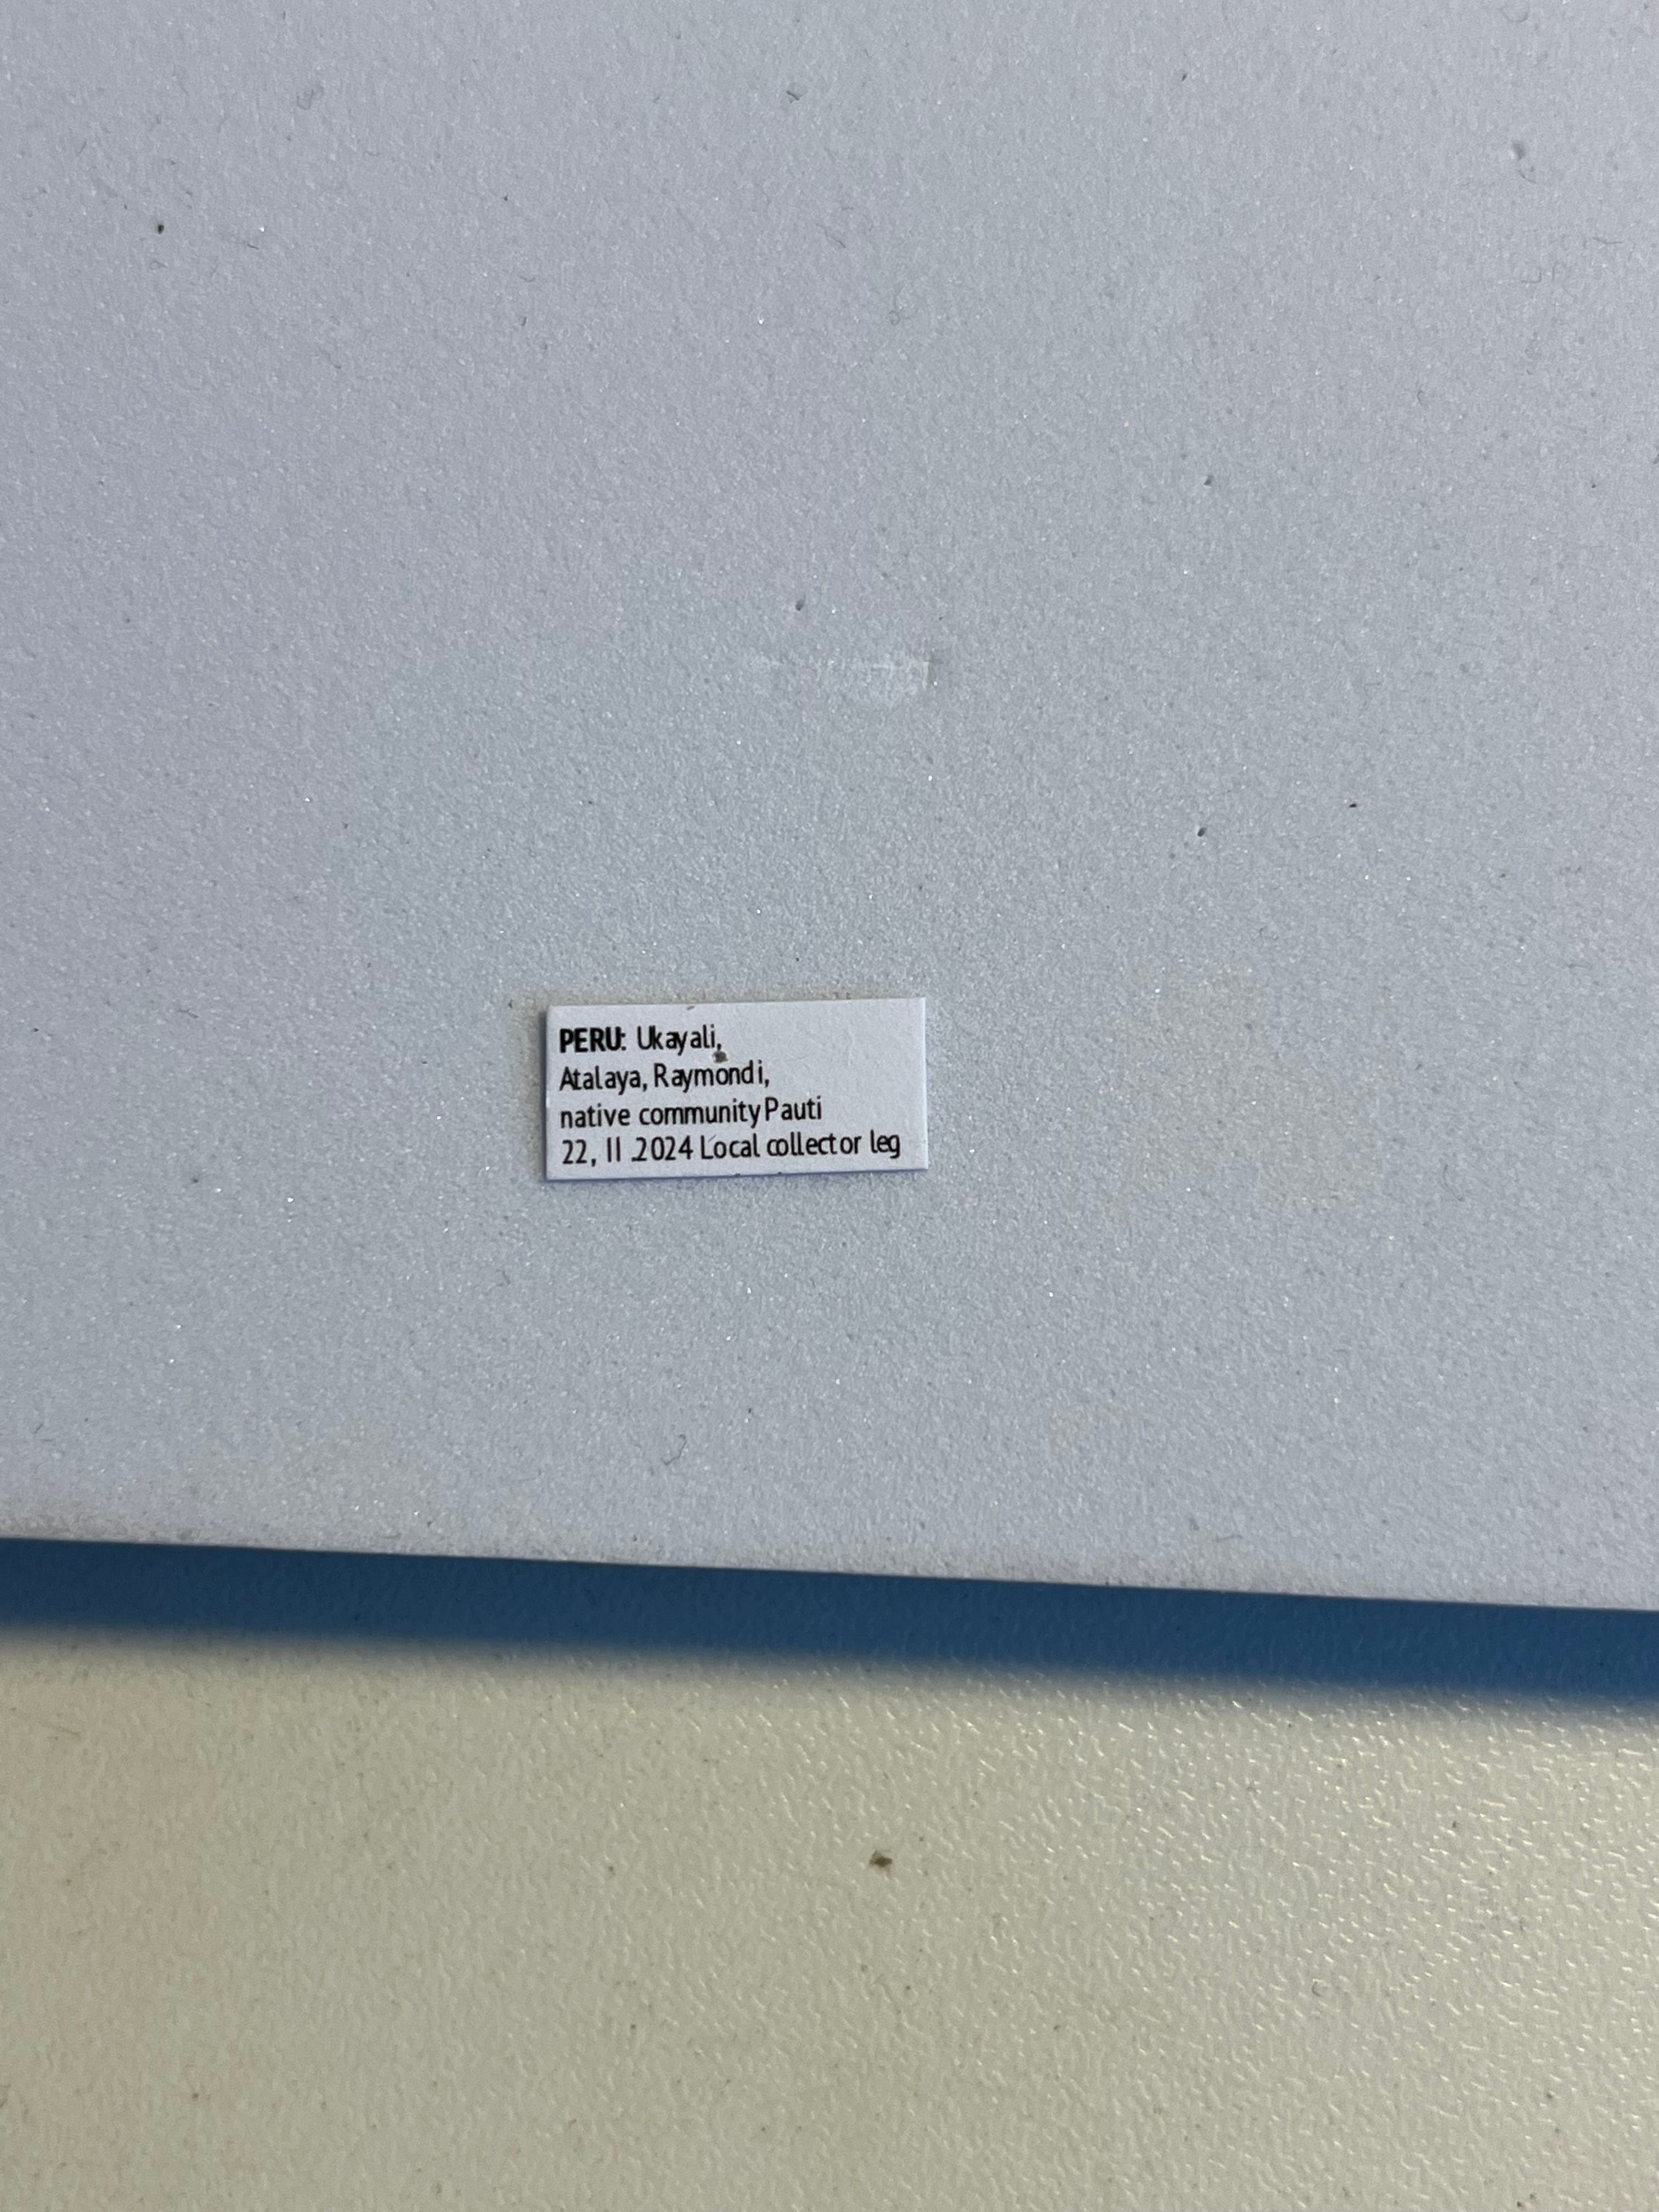 PERU: Ukayali,
Atalaya, Raymondi,
native community Pauti
22, II .2024 Local collector leg